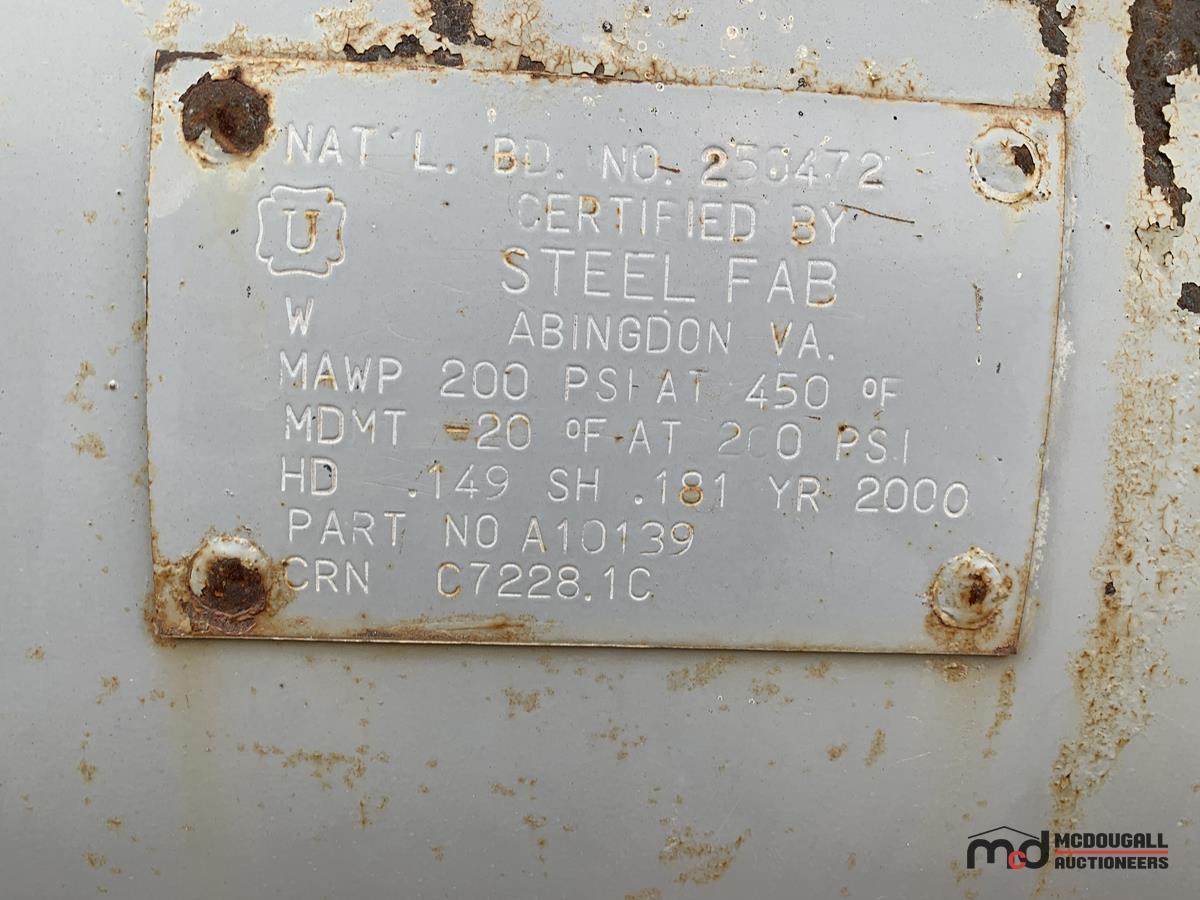 NAT'L. BD. NO. 250472
CERTIFIED BY
U
STEEL FAB
W
ABINGDON VA.
MAWP 200 PSI AT 450 °F
MDMT -20 °F AT 200 PSI
HD .149 SH .181 YR 2000
PART NO A10139
CRN C7228.1C
mcd MCDOUGALL
AUCTIONEERS